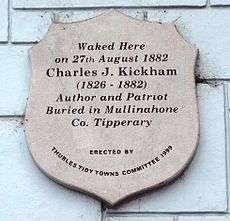 Waked Here
on 27th August 1882
Charles J. Kickham
(1826 - 1882)
Author and Patriot
Buried in Mullinahone
Co. Tipperary
ERECTED BY
THURLES TIDY TOWNS COMMITTEE 1999